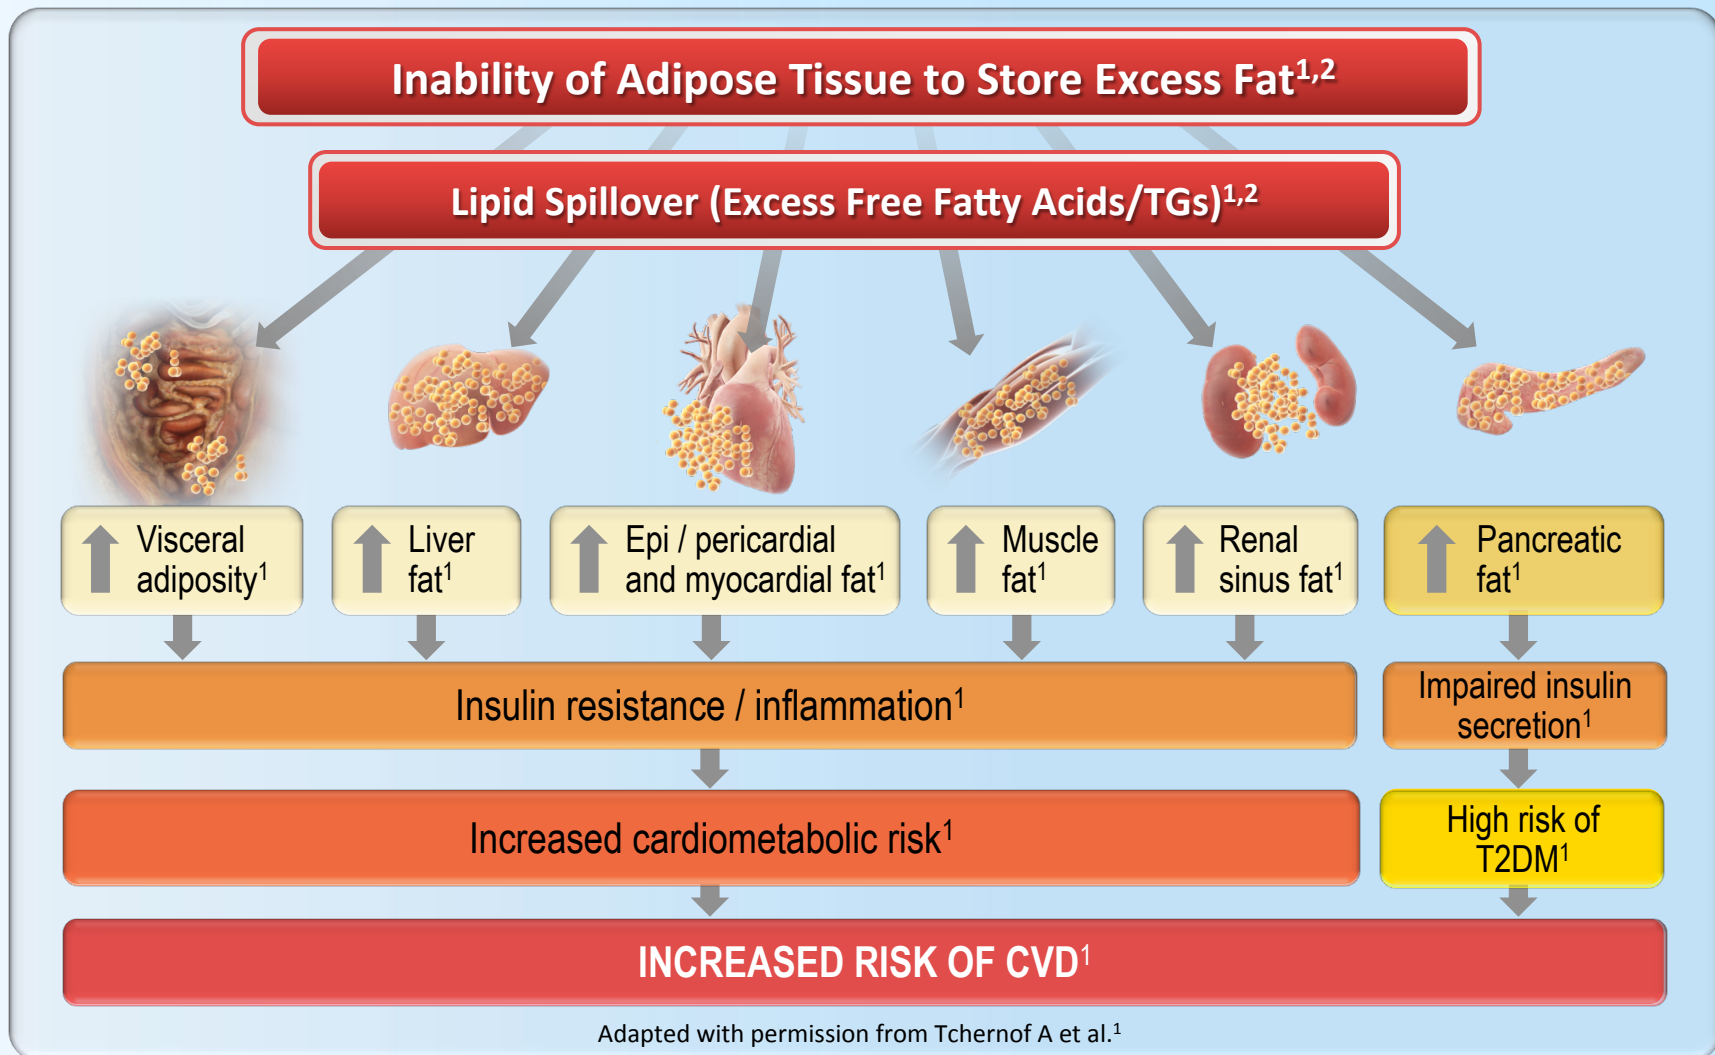 Inability of Adipose Tissue to Store Excess Fat1,2
Lipid Spillover (Excess Free Fatty Acids/TGs)1,2
Visceral
adiposity1
Liver
fat1
Epi / pericardial
and myocardial fat1
Muscle
fat1
Renal
sinus fat1
Pancreatic
fat1
Insulin resistance / inflammation1
Impaired insulin
secretion1
Increased cardiometabolic risk1
High risk of
T2DM1
INCREASED RISK OF CVD1
Adapted with permission from Tchernof A et al.1